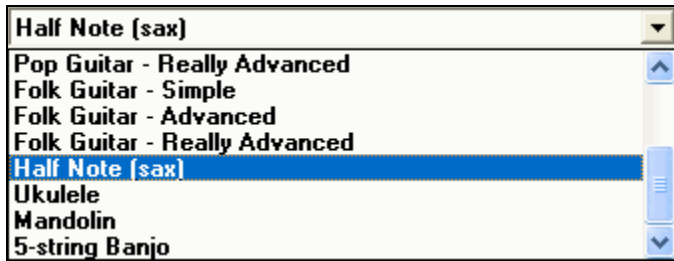 Half Note (sax)
Pop Guitar - Really Advanced
Folk Guitar - Simple
Folk Guitar - Advanced
Folk Guitar - Really Advanced
Half Note (sax)
Ukulele
Mandolin
5-string Banjo